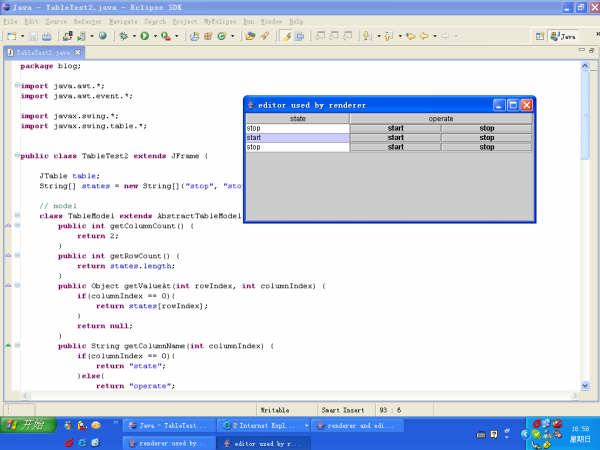 Java - TableTest2.java - Eclipse SDK
File Edit Source Refactor Navigate Search Project MyEclipse Run Window Help
Java
TableTest2.java
package blog;
import java.awt.*;
import java.awt.event.*;
import javax.swing.*;
import javax.swing.table.*;
public class TableTest2 extends JFrame {
JTable table;
String[] states = new String[]{"stop", "sto
// model
class TableModel extends AbstractTableModel
public int getColumnCount() {
return 2;
}
public int getRowCount() {
return states.length;
}
public Object getValueAt(int rowIndex, int columnIndex) {
if(columnIndex == 0){
return states[rowIndex];
}
return null;
}
public String getColumnName(int columnIndex) {
if(columnIndex == 0){
return "state";
}else{
return "operate";
editor used by renderer
state operate
stop start stop
start start stop
stop start stop
Writable Smart Insert 93 : 6
开始
Java - TableTest...
2 Internet Expl...
renderer and edi...
renderer used by...
editor used by r...
16:58
星期日